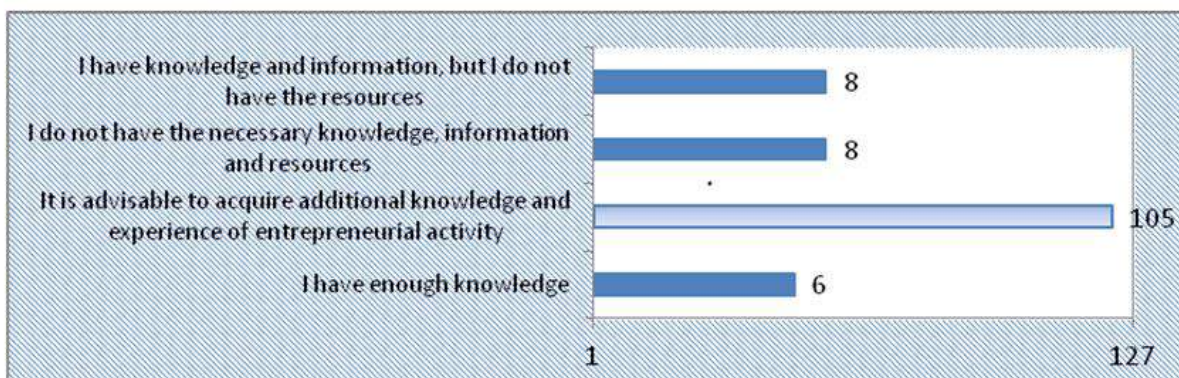 I have knowledge and information, but I do not
have the resources
8
I do not have the necessary knowledge, information
and resources
8
It is advisable to acquire additional knowledge and
experience of entrepreneurial activity
105
I have enough knowledge
6
1
127